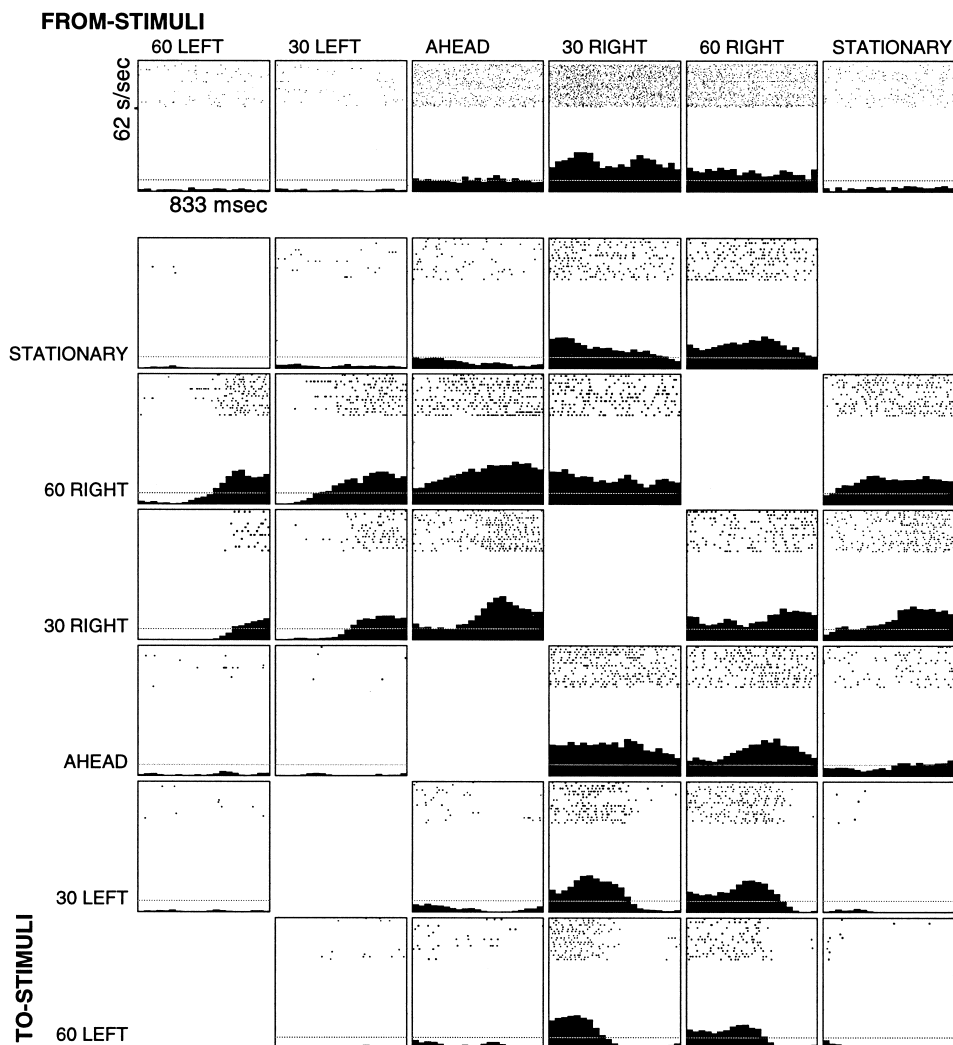 FROM-STIMULI
60 LEFT 30 LEFT AHEAD 30 RIGHT 60 RIGHT STATIONARY
62 s/sec
833 msec
STATIONARY
60 RIGHT
30 RIGHT
AHEAD
30 LEFT
60 LEFT
TO-STIMULI